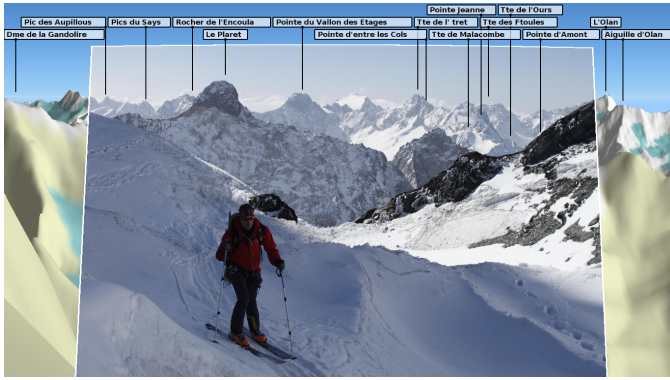 Pointe Jeanne
Tte de l'Ours
Pic des Aupillous
Pics du Says
Rocher de l'Encoula
Pointe du Vallon des Etages
Tte de l' tret
Tte des Ftoules
L'Olan
Dme de la Gandolire
Le Plaret
Pointe d'entre les Cols
Tte de Malacombe
Pointe d'Amont
Aiguille d'Olan